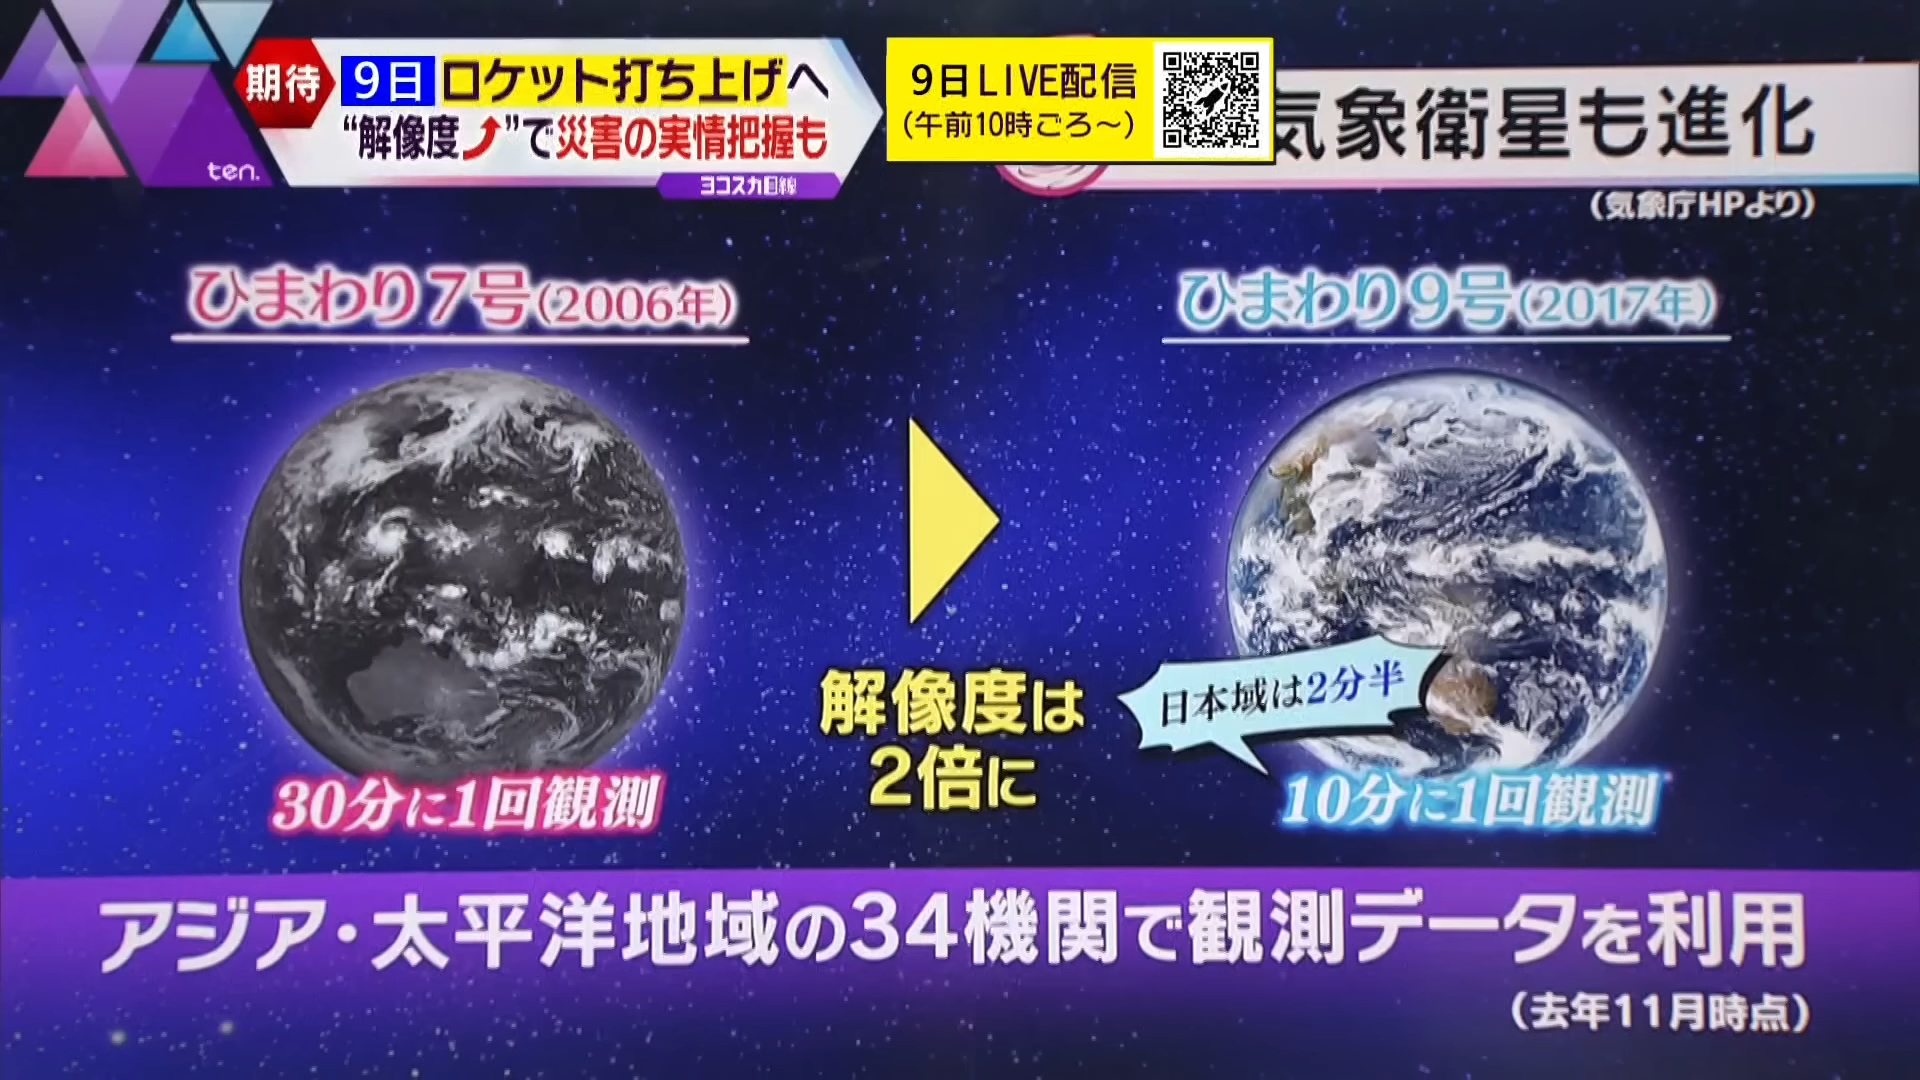 期待
9日 ロケット打ち上げへ
“解像度⤴”で災害の実情把握も
ten.
ヨコスカ目線
9日LIVE配信
(午前10時ごろ～)
気象衛星も進化
(気象庁HPより)
ひまわり7号(2006年)
ひまわり9号(2017年)
解像度は
2倍に
日本域は2分半
30分に1回観測
10分に1回観測
アジア・太平洋地域の34機関で観測データを利用
(去年11月時点)